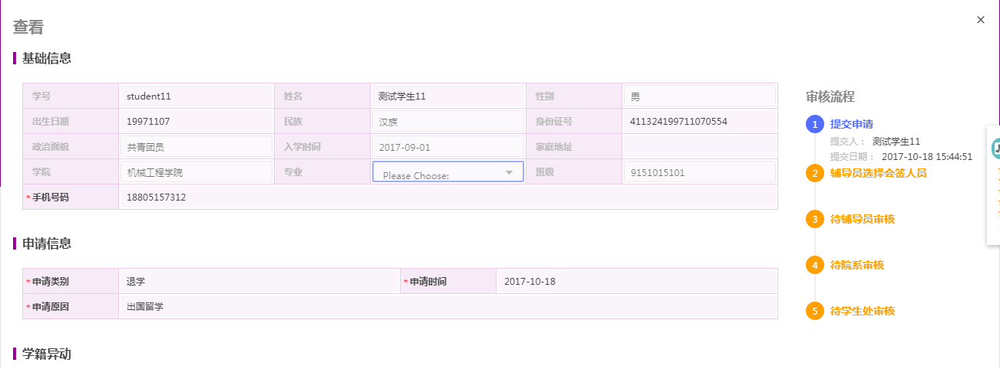 查看
×
基础信息
学号 student11 姓名 测试学生11 性别 男
出生日期 19971107 民族 汉族 身份证号 411324199711070554
政治面貌 共青团员 入学时间 2017-09-01 家庭地址
学院 机械工程学院 专业 Please Choose: 班级 9151015101
* 手机号码 18805157312
申请信息
* 申请类别 退学 * 申请时间 2017-10-18
* 申请原因 出国留学
学籍异动
审核流程
1 提交申请
提交人： 测试学生11
提交日期： 2017-10-18 15:44:51
2 辅导员选择会签人员
3 待辅导员审核
4 待院系审核
5 待学生处审核